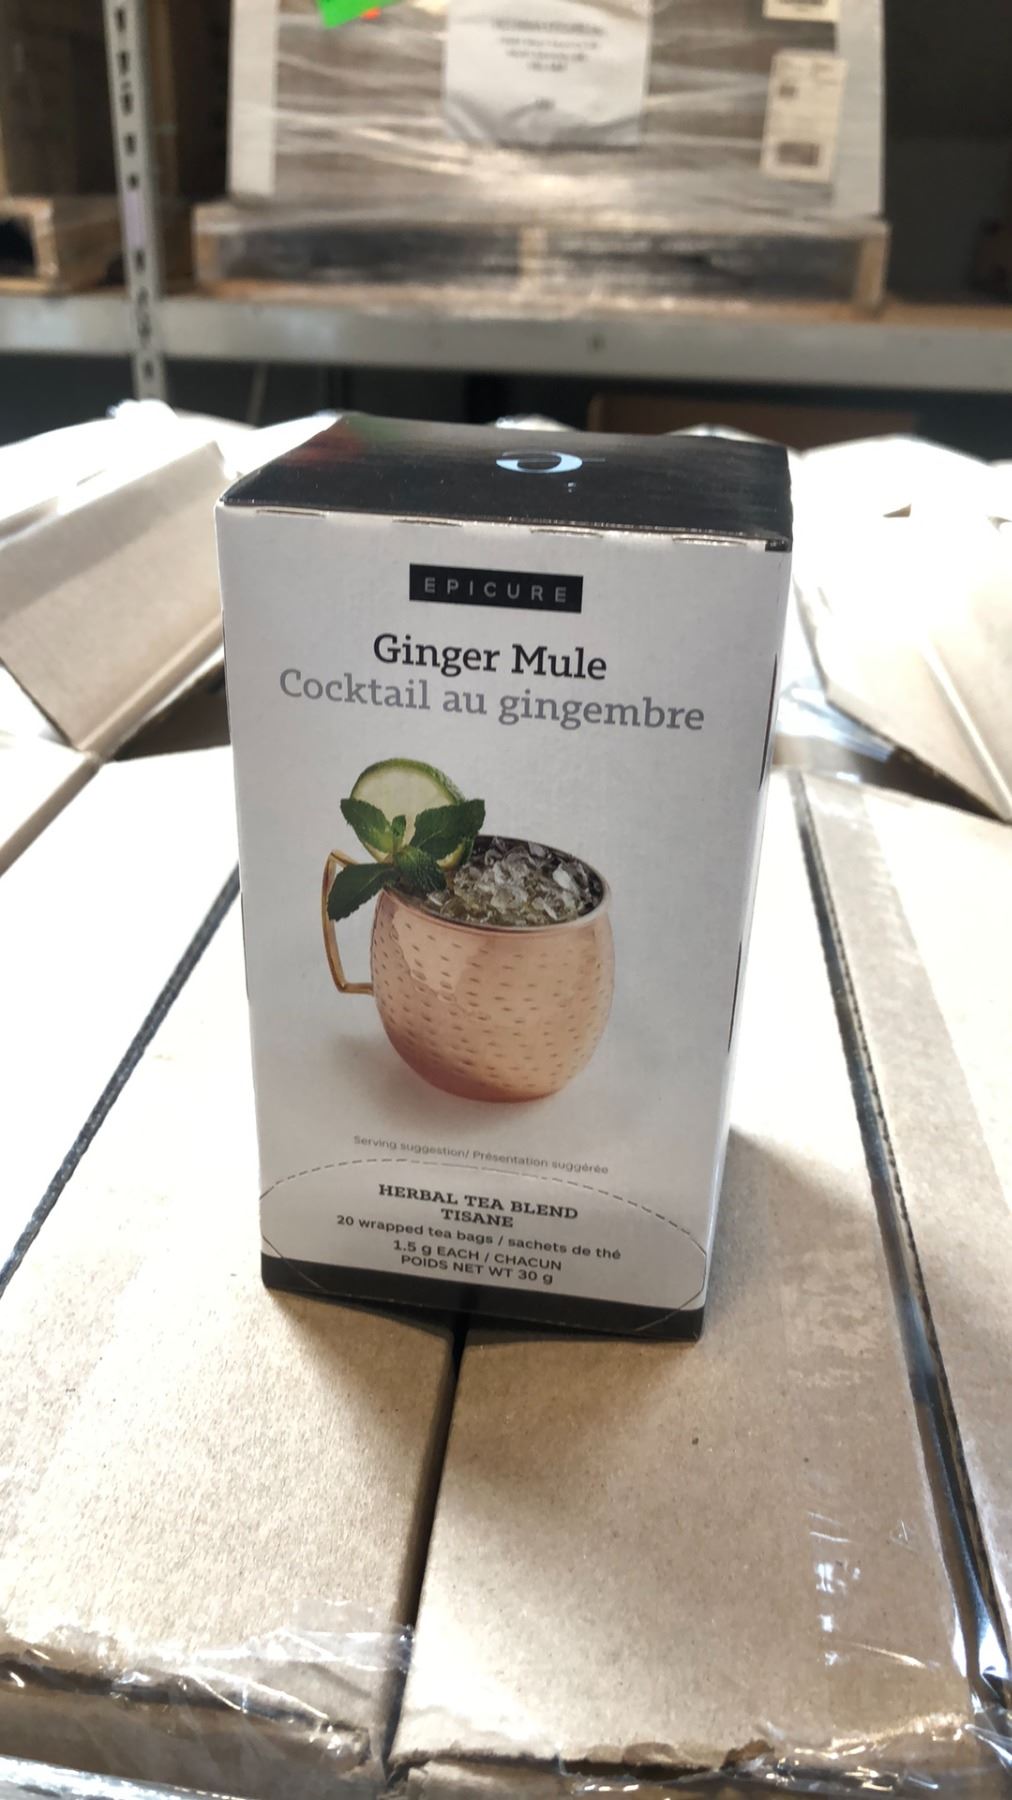 EPICURE
Ginger Mule
Cocktail au gingembre
Serving suggestion/ Présentation suggérée
HERBAL TEA BLEND
TISANE
20 wrapped tea bags / sachets de thé
1.5 g EACH / CHACUN
POIDS NET WT 30 g